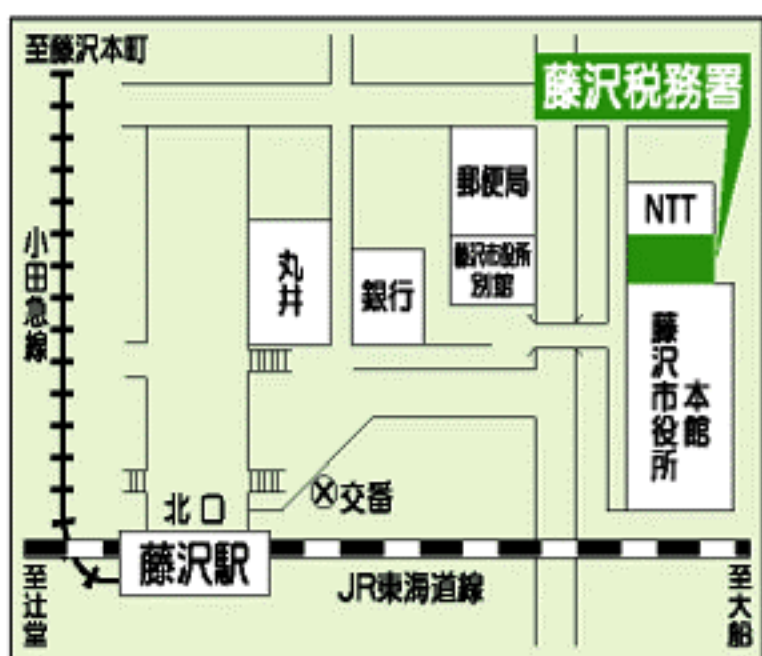 至藤沢本町
藤沢税務署
郵便局
NTT
小田急線
丸井
銀行
藤沢市役所
別館
藤沢市役所
本館
北口
交番
藤沢駅
JR東海道線
至辻堂
至大船